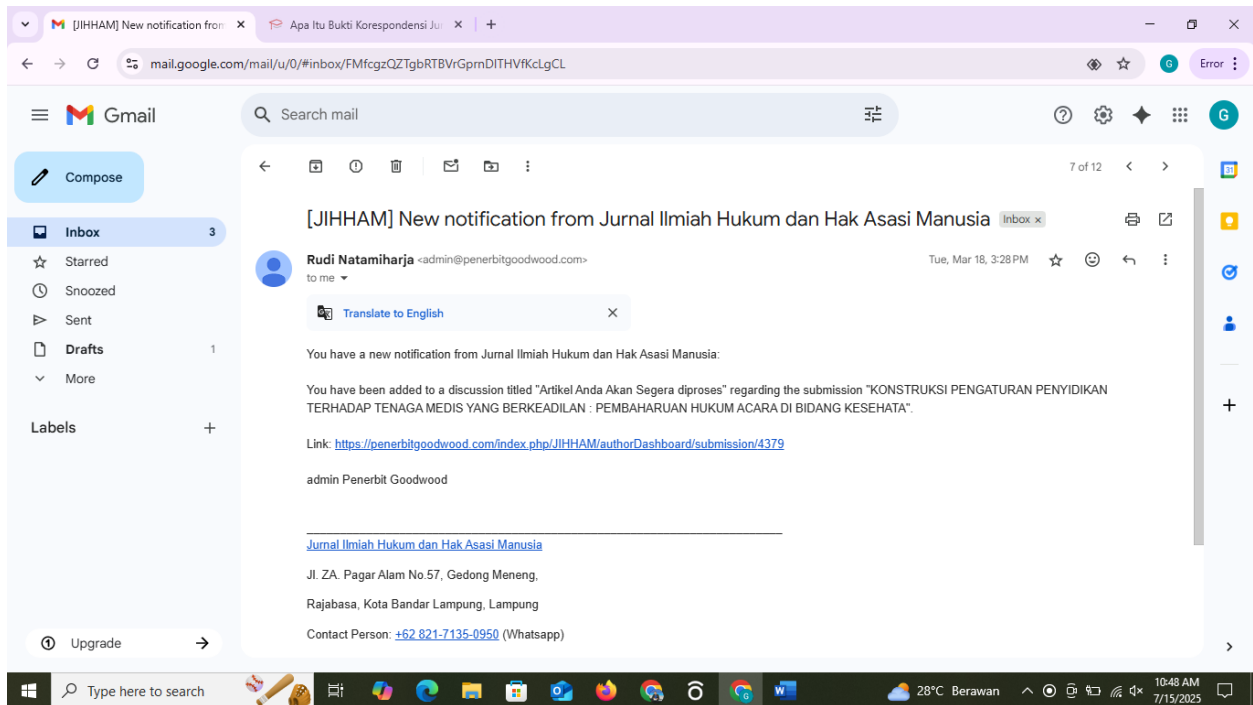 [JIHHAM] New notification from
Apa Itu Bukti Korespondensi Jur
mail.google.com/mail/u/0/#inbox/FMfcgzQZTgbRTBVrGprnDITHVfKcLgCL
G
Error
Gmail
Search mail
G
Compose
7 of 12
31
Inbox 3
Starred
Snoozed
Sent
Drafts 1
More
Labels
[JIHHAM] New notification from Jurnal Ilmiah Hukum dan Hak Asasi Manusia Inbox x
Rudi Natamiharja <admin@penerbitgoodwood.com> Tue, Mar 18, 3:28 PM
to me
Translate to English
You have a new notification from Jurnal Ilmiah Hukum dan Hak Asasi Manusia:
You have been added to a discussion titled "Artikel Anda Akan Segera diproses" regarding the submission "KONSTRUKSI PENGATURAN PENYIDIKAN
TERHADAP TENAGA MEDIS YANG BERKEADILAN : PEMBAHARUAN HUKUM ACARA DI BIDANG KESEHATA".
Link: https://penerbitgoodwood.com/index.php/JIHHAM/authorDashboard/submission/4379
admin Penerbit Goodwood
Jurnal Ilmiah Hukum dan Hak Asasi Manusia
Jl. ZA. Pagar Alam No.57, Gedong Meneng,
Rajabasa, Kota Bandar Lampung, Lampung
Contact Person: +62 821-7135-0950 (Whatsapp)
Upgrade
Type here to search
28°C Berawan
10:48 AM
7/15/2025